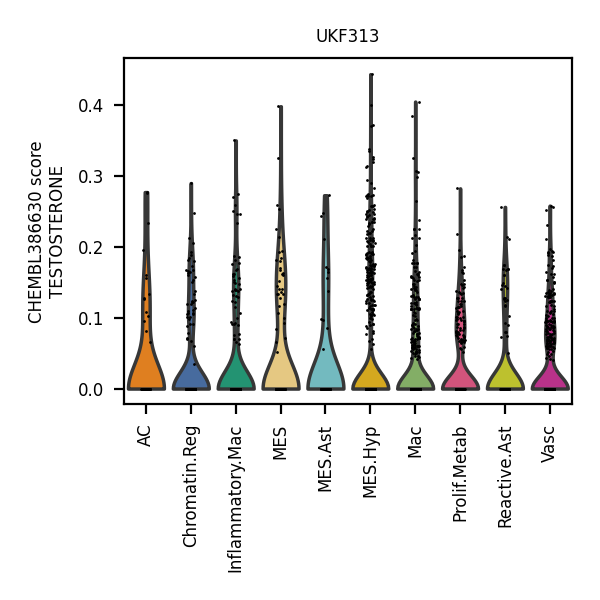 UKF313
CHEMBL386630 score
TESTOSTERONE
0.4
0.3
0.2
0.1
0.0
AC
Chromatin.Reg
Inflammatory.Mac
MES
MES.Ast
MES.Hyp
Mac
Prolif.Metab
Reactive.Ast
Vasc